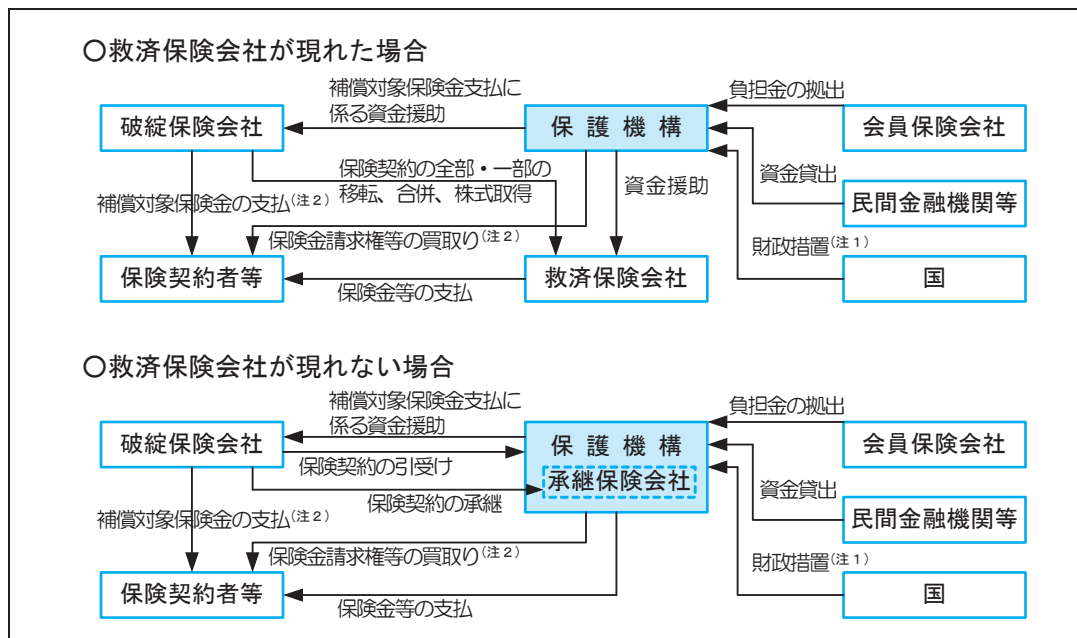 〇救済保険会社が現れた場合
補償対象保険金支払に
係る資金援助
負担金の拠出
破綻保険会社
保護機構
会員保険会社
保険契約の全部・一部の
移転、合併、株式取得
資金援助
資金貸出
民間金融機関等
補償対象保険金の支払(注2)
保険金請求権等の買取り(注2)
財政措置(注1)
保険契約者等
保険金等の支払
救済保険会社
国
〇救済保険会社が現れない場合
補償対象保険金支払に
係る資金援助
負担金の拠出
破綻保険会社
保護機構
会員保険会社
保険契約の引受け
承継保険会社
保険契約の承継
資金貸出
民間金融機関等
補償対象保険金の支払(注2)
保険金請求権等の買取り(注2)
財政措置(注1)
保険契約者等
保険金等の支払
国